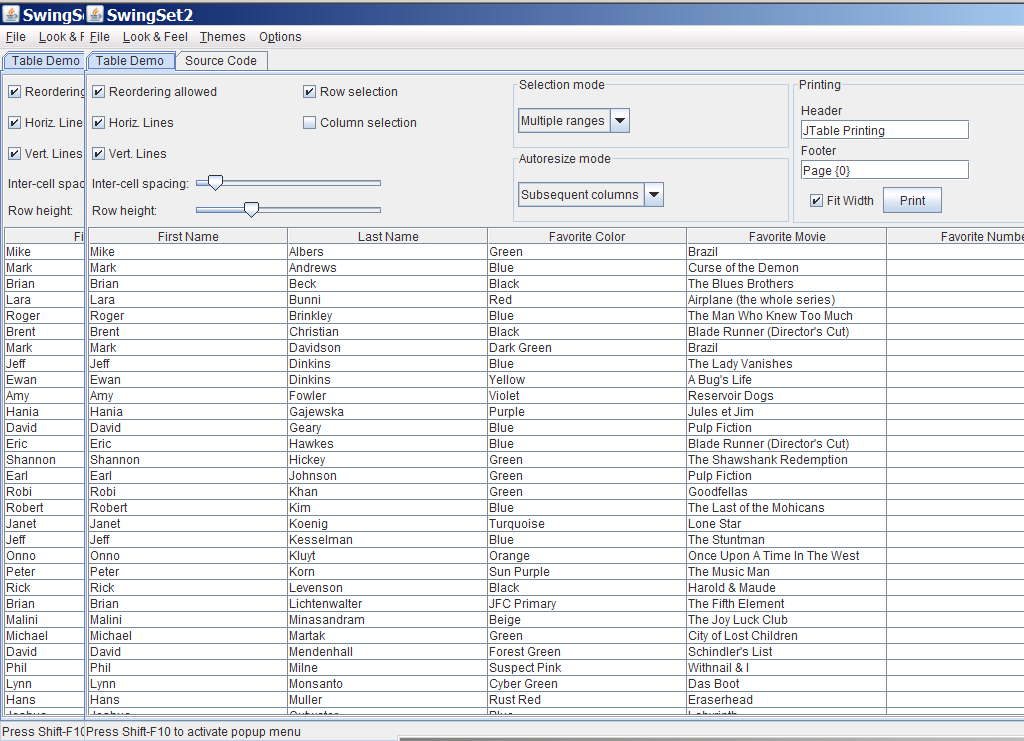 SwingS SwingSet2
File Look & F File Look & Feel Themes Options
Table Demo Table Demo Source Code
Reordering Reordering allowed Row selection Selection mode Printing
Horiz. Line Horiz. Lines Column selection Multiple ranges Header
JTable Printing
Vert. Lines Vert. Lines Autoresize mode Footer
Inter-cell spac Inter-cell spacing: Subsequent columns Page {0}
Row height: Row height: Fit Width Print
Fi First Name Last Name Favorite Color Favorite Movie Favorite Numbe
Mike Mike Albers Green Brazil
Mark Mark Andrews Blue Curse of the Demon
Brian Brian Beck Black The Blues Brothers
Lara Lara Bunni Red Airplane (the whole series)
Roger Roger Brinkley Blue The Man Who Knew Too Much
Brent Brent Christian Black Blade Runner (Director's Cut)
Mark Mark Davidson Dark Green Brazil
Jeff Jeff Dinkins Blue The Lady Vanishes
Ewan Ewan Dinkins Yellow A Bug's Life
Amy Amy Fowler Violet Reservoir Dogs
Hania Hania Gajewska Purple Jules et Jim
David David Geary Blue Pulp Fiction
Eric Eric Hawkes Blue Blade Runner (Director's Cut)
Shannon Shannon Hickey Green The Shawshank Redemption
Earl Earl Johnson Green Pulp Fiction
Robi Robi Khan Green Goodfellas
Robert Robert Kim Blue The Last of the Mohicans
Janet Janet Koenig Turquoise Lone Star
Jeff Jeff Kesselman Blue The Stuntman
Onno Onno Kluyt Orange Once Upon A Time In The West
Peter Peter Korn Sun Purple The Music Man
Rick Rick Levenson Black Harold & Maude
Brian Brian Lichtenwalter JFC Primary The Fifth Element
Malini Malini Minasandram Beige The Joy Luck Club
Michael Michael Martak Green City of Lost Children
David David Mendenhall Forest Green Schindler's List
Phil Phil Milne Suspect Pink Withnail & I
Lynn Lynn Monsanto Cyber Green Das Boot
Hans Hans Muller Rust Red Eraserhead
Press Shift-F10 Press Shift-F10 to activate popup menu